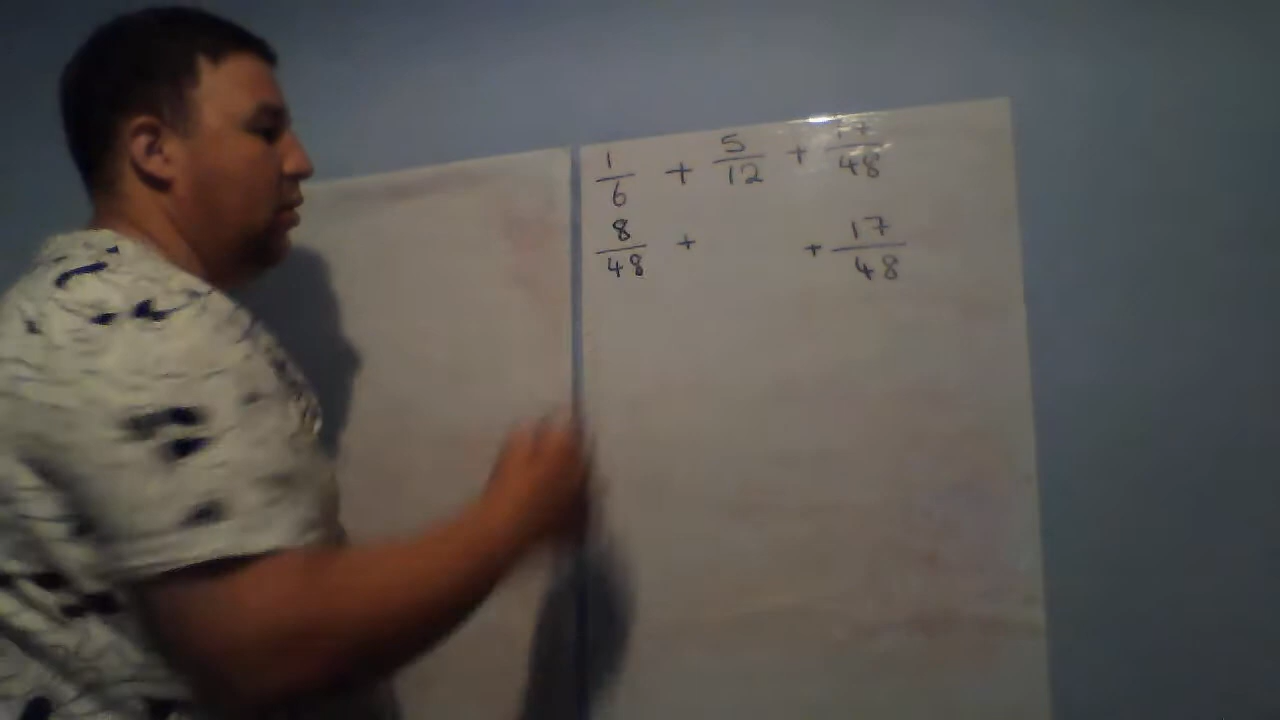 1/6 + 5/12 + 17/48
8/48 + + 17/48